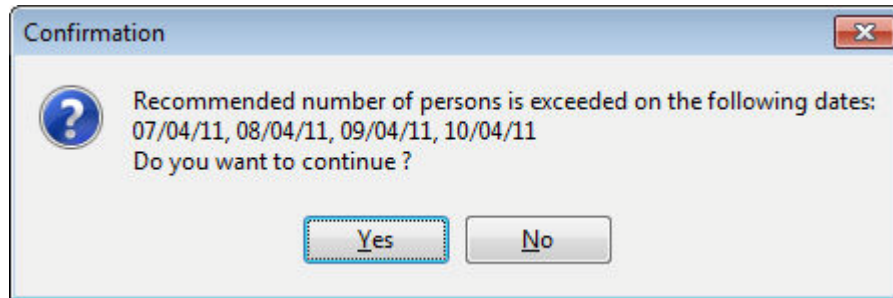 Confirmation
Recommended number of persons is exceeded on the following dates:
07/04/11, 08/04/11, 09/04/11, 10/04/11
Do you want to continue ?
Yes No